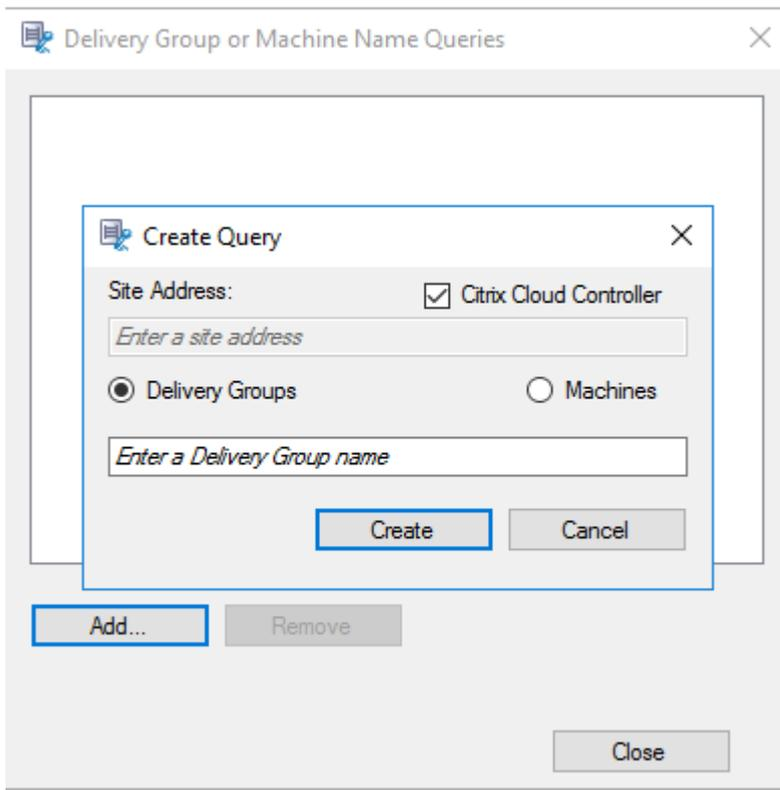 Delivery Group or Machine Name Queries
Create Query
Site Address:
Citrix Cloud Controller
Enter a site address
Delivery Groups
Machines
Enter a Delivery Group name
Create
Cancel
Add...
Remove
Close